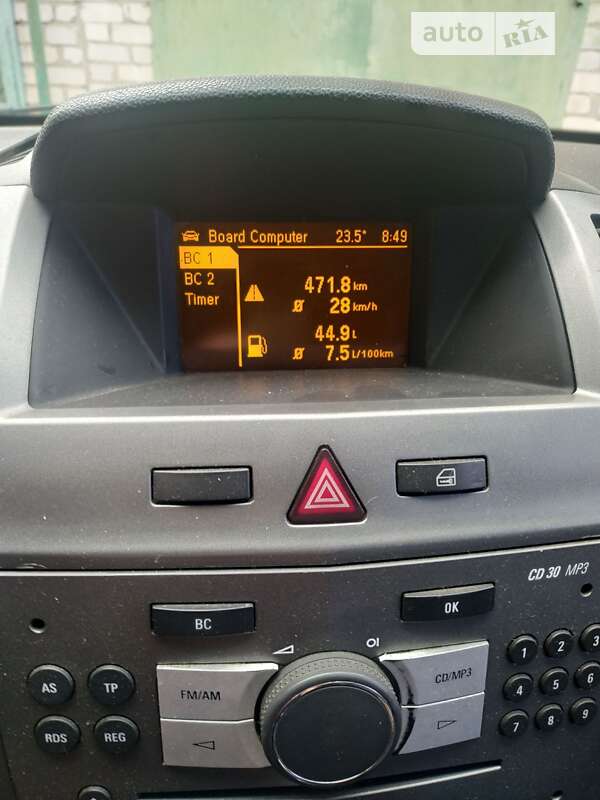 auto RIA
Board Computer 23.5° 8:49
BC 1
BC 2
Timer
471.8 km
Ø 28 km/h
44.9 L
Ø 7.5 L/100km
CD 30 MP3
BC
OK
AS
TP
FM/AM
CD/MP3
RDS
REG
1 2 3
4 5 6
7 8 9